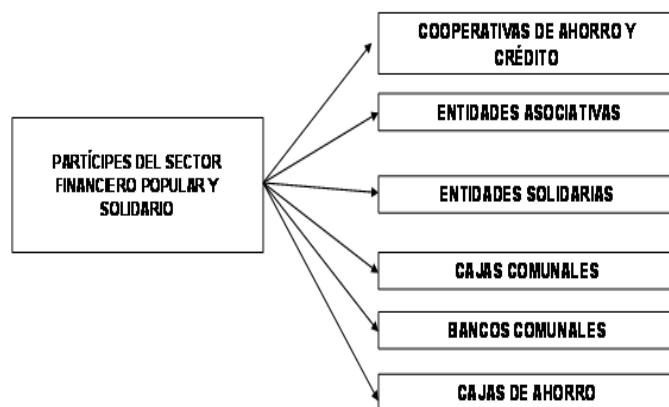 COOPERATIVAS DE AHORRO Y
CRÉDITO
ENTIDADES ASOCIATIVAS
PARTÍCIPES DEL SECTOR
FINANCIERO POPULAR Y
SOLIDARIO
ENTIDADES SOLIDARIAS
CAJAS COMUNALES
BANCOS COMUNALES
CAJAS DE AHORRO